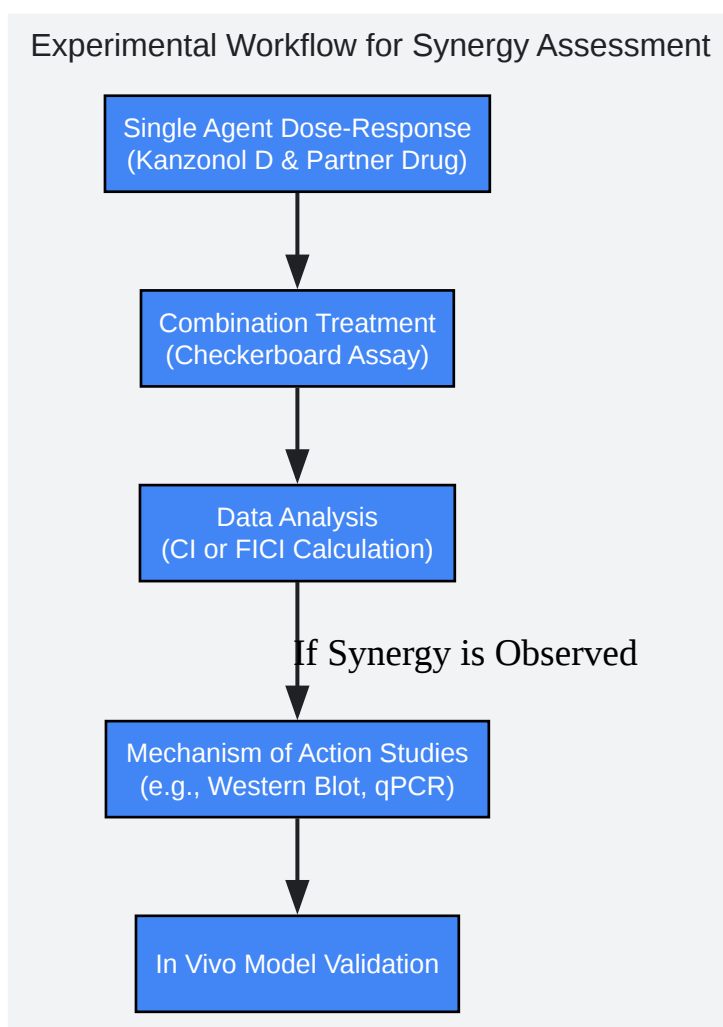 Experimental Workflow for Synergy Assessment
Single Agent Dose-Response
(Kanzonol D & Partner Drug)
Combination Treatment
(Checkerboard Assay)
Data Analysis
(CI or FICI Calculation)
If Synergy is Observed
Mechanism of Action Studies
(e.g., Western Blot, qPCR)
In Vivo Model Validation